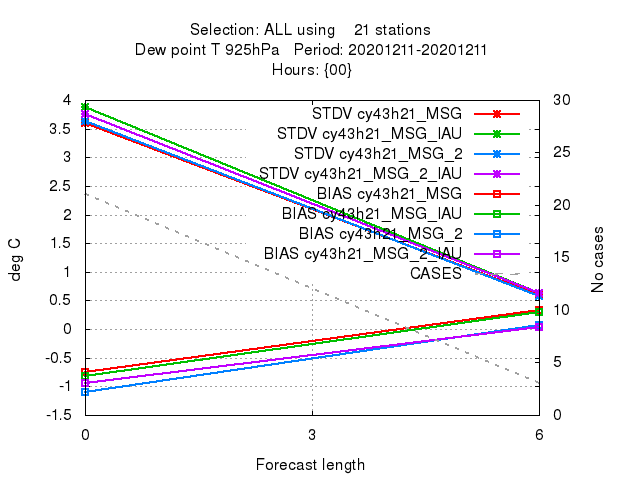 Selection: ALL using    21 stations
Dew point T 925hPa   Period: 20201211-20201211
Hours: {00}
STDV cy43h21_MSG
STDV cy43h21_MSG_IAU
STDV cy43h21_MSG_2
STDV cy43h21_MSG_2_IAU
BIAS cy43h21_MSG
BIAS cy43h21_MSG_IAU
BIAS cy43h21_MSG_2
BIAS cy43h21_MSG_2_IAU
CASES
4
3.5
3
2.5
2
1.5
1
0.5
0
-0.5
-1
-1.5
deg C
30
25
20
15
10
5
0
No cases
0
3
6
Forecast length